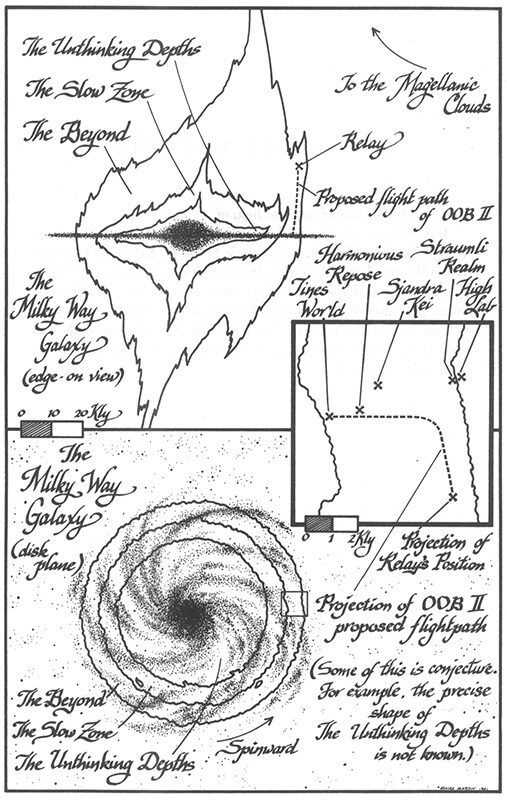 The Unthinking Depths
The Slow Zone
The Beyond
To the Magellanic
Clouds
Relay
Proposed flight path
of OOB II
The
Milky Way
Galaxy
(edge-on view)
0 10 20 Kly
Harmonious
Repose
Straumli
Realm
Tines
World
Sjandra
Kei
High
Lab
0 1 2 Kly
The
Milky Way
Galaxy
(disk
plane)
Projection of
Relay's Position
Projection of OOB II
proposed flightpath
(Some of this is conjecture.
For example, the precise
shape of
The Unthinking Depths
is not known.)
The Beyond
The Slow Zone
The Unthinking Depths
Spinward